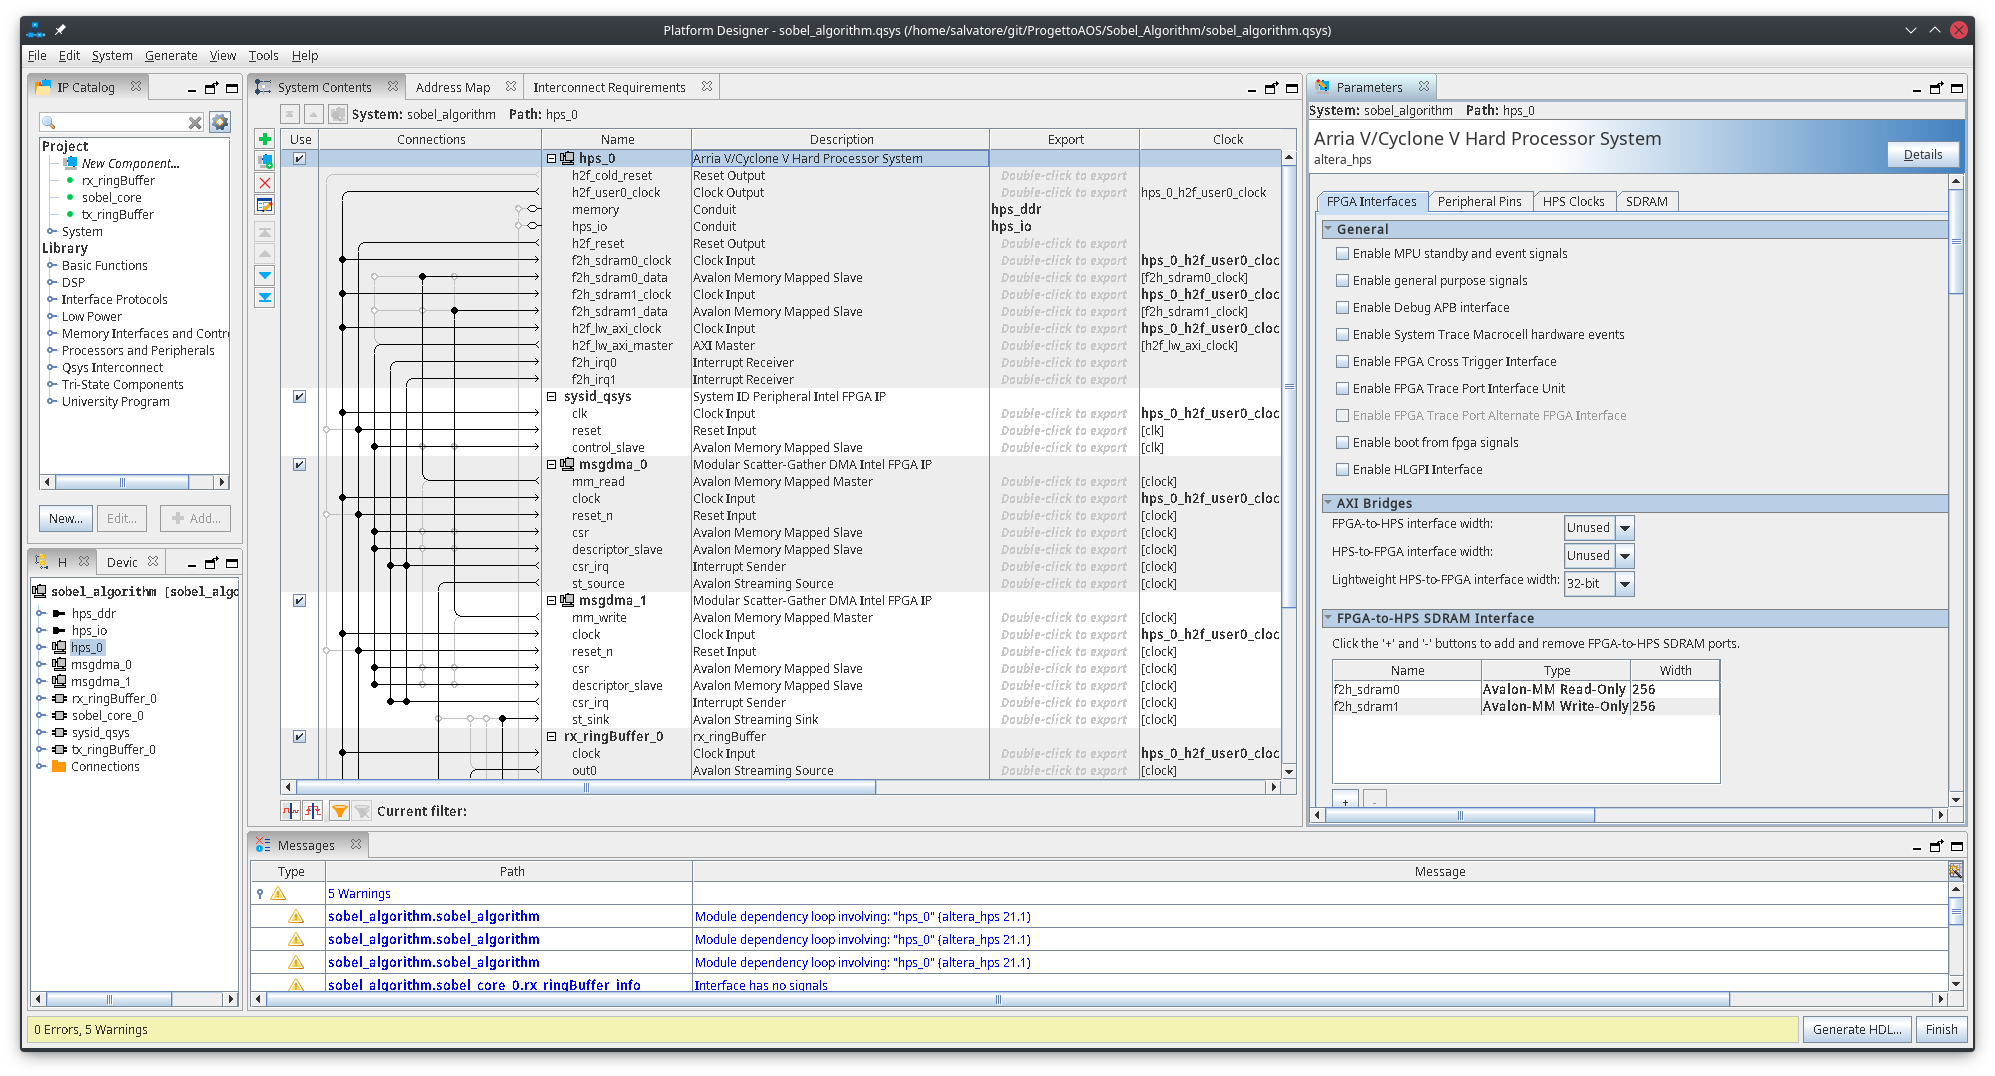 Platform Designer - sobel_algorithm.qsys (/home/salvatore/git/ProgettoAOS/Sobel_Algorithm/sobel_algorithm.qsys)
File Edit System Generate View Tools Help
IP Catalog
Project
New Component...
rx_ringBuffer
sobel_core
tx_ringBuffer
System
Library
Basic Functions
DSP
Interface Protocols
Low Power
Memory Interfaces and Contro
Processors and Peripherals
Qsys Interconnect
Tri-State Components
University Program
New... Edit... Add...
H Devic
sobel_algorithm [sobel_algo
hps_ddr
hps_io
hps_0
msgdma_0
msgdma_1
rx_ringBuffer_0
sobel_core_0
sysid_qsys
tx_ringBuffer_0
Connections
System Contents Address Map Interconnect Requirements
System: sobel_algorithm Path: hps_0
Use Connections Name Description Export Clock
hps_0 Arria V/Cyclone V Hard Processor System
h2f_cold_reset Reset Output Double-click to export
h2f_user0_clock Clock Output Double-click to export hps_0_h2f_user0_clock
memory Conduit hps_ddr
hps_io Conduit hps_io
h2f_reset Reset Output Double-click to export
f2h_sdram0_clock Clock Input Double-click to export hps_0_h2f_user0_cloc
f2h_sdram0_data Avalon Memory Mapped Slave Double-click to export [f2h_sdram0_clock]
f2h_sdram1_clock Clock Input Double-click to export hps_0_h2f_user0_cloc
f2h_sdram1_data Avalon Memory Mapped Slave Double-click to export [f2h_sdram1_clock]
h2f_lw_axi_clock Clock Input Double-click to export hps_0_h2f_user0_cloc
h2f_lw_axi_master AXI Master Double-click to export [h2f_lw_axi_clock]
f2h_irq0 Interrupt Receiver Double-click to export
f2h_irq1 Interrupt Receiver Double-click to export
sysid_qsys System ID Peripheral Intel FPGA IP
clk Clock Input Double-click to export hps_0_h2f_user0_cloc
reset Reset Input Double-click to export [clk]
control_slave Avalon Memory Mapped Slave Double-click to export [clk]
msgdma_0 Modular Scatter-Gather DMA Intel FPGA IP
mm_read Avalon Memory Mapped Master Double-click to export [clock]
clock Clock Input Double-click to export hps_0_h2f_user0_cloc
reset_n Reset Input Double-click to export [clock]
csr Avalon Memory Mapped Slave Double-click to export [clock]
descriptor_slave Avalon Memory Mapped Slave Double-click to export [clock]
csr_irq Interrupt Sender Double-click to export [clock]
st_source Avalon Streaming Source Double-click to export [clock]
msgdma_1 Modular Scatter-Gather DMA Intel FPGA IP
mm_write Avalon Memory Mapped Master Double-click to export [clock]
clock Clock Input Double-click to export hps_0_h2f_user0_cloc
reset_n Reset Input Double-click to export [clock]
csr Avalon Memory Mapped Slave Double-click to export [clock]
descriptor_slave Avalon Memory Mapped Slave Double-click to export [clock]
csr_irq Interrupt Sender Double-click to export [clock]
st_sink Avalon Streaming Sink Double-click to export [clock]
rx_ringBuffer_0 rx_ringBuffer
clock Clock Input Double-click to export hps_0_h2f_user0_cloc
out0 Avalon Streaming Source Double-click to export [clock]
Current filter:
Parameters
System: sobel_algorithm Path: hps_0
Arria V/Cyclone V Hard Processor System
altera_hps
Details
FPGA Interfaces Peripheral Pins HPS Clocks SDRAM
General
Enable MPU standby and event signals
Enable general purpose signals
Enable Debug APB interface
Enable System Trace Macrocell hardware events
Enable FPGA Cross Trigger Interface
Enable FPGA Trace Port Interface Unit
Enable FPGA Trace Port Alternate FPGA Interface
Enable boot from fpga signals
Enable HLGPI Interface
AXI Bridges
FPGA-to-HPS interface width: Unused
HPS-to-FPGA interface width: Unused
Lightweight HPS-to-FPGA interface width: 32-bit
FPGA-to-HPS SDRAM Interface
Click the '+' and '-' buttons to add and remove FPGA-to-HPS SDRAM ports.
Name Type Width
f2h_sdram0 Avalon-MM Read-Only 256
f2h_sdram1 Avalon-MM Write-Only 256
+ -
Messages
Type Path Message
5 Warnings
sobel_algorithm.sobel_algorithm Module dependency loop involving: "hps_0" (altera_hps 21.1)
sobel_algorithm.sobel_algorithm Module dependency loop involving: "hps_0" (altera_hps 21.1)
sobel_algorithm.sobel_algorithm Module dependency loop involving: "hps_0" (altera_hps 21.1)
sobel_algorithm.sobel_core_0.rx_ringBuffer_info Interface has no signals
0 Errors, 5 Warnings
Generate HDL... Finish